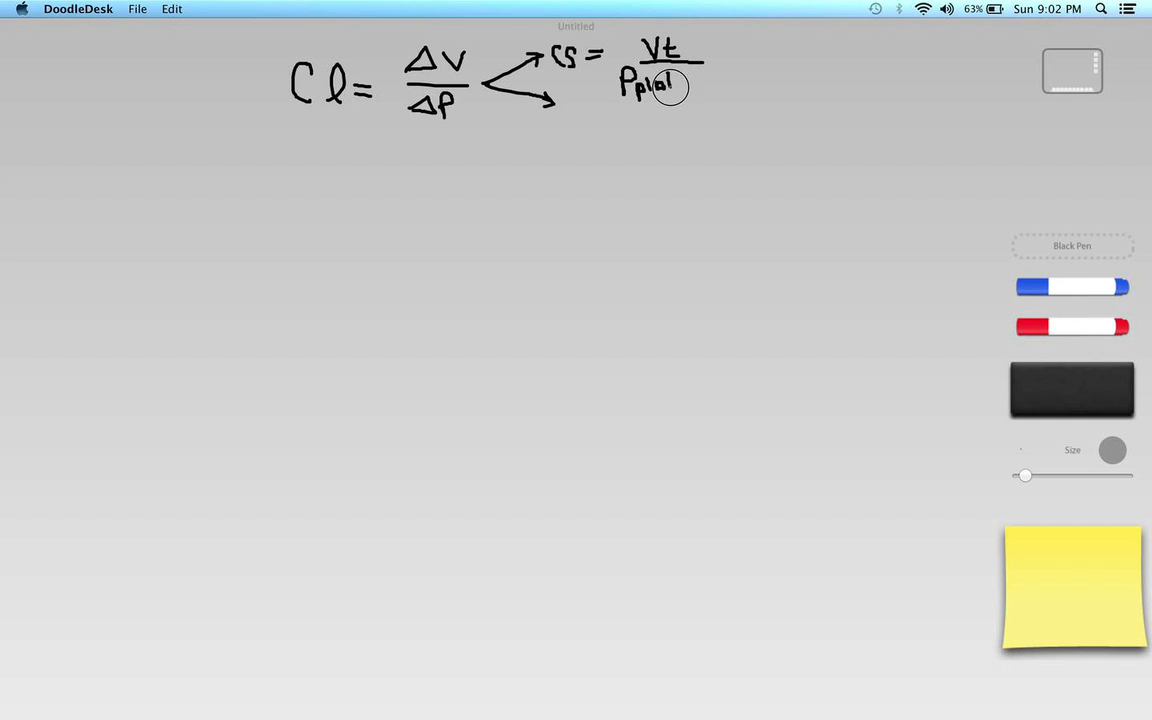 DoodleDesk File Edit 63% Sun 9:02 PM
Untitled
Cl = ΔV / ΔP
Cs = Vt / Pplat
Black Pen
Size